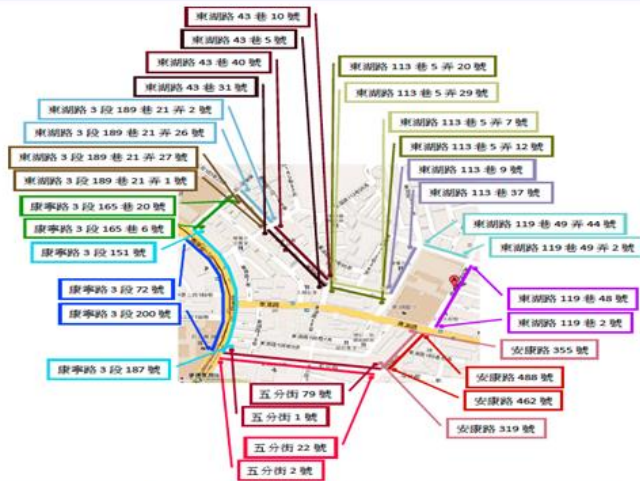 東湖路 43 巷 10 號
東湖路 43 巷 5 號
東湖路 43 巷 40 號
東湖路 43 巷 31 號
東湖路 3 段 189 巷 21 弄 2 號
東湖路 3 段 189 巷 21 弄 26 號
東湖路 3 段 189 巷 21 弄 27 號
東湖路 3 段 189 巷 21 弄 1 號
康寧路 3 段 165 巷 20 號
康寧路 3 段 165 巷 6 號
康寧路 3 段 151 號
康寧路 3 段 72 號
康寧路 3 段 200 號
康寧路 3 段 187 號
東湖路 113 巷 5 弄 20 號
東湖路 113 巷 5 弄 29 號
東湖路 113 巷 5 弄 7 號
東湖路 113 巷 5 弄 12 號
東湖路 113 巷 9 號
東湖路 113 巷 37 號
東湖路 119 巷 49 弄 44 號
東湖路 119 巷 49 弄 2 號
東湖路 119 巷 48 號
東湖路 119 巷 2 號
安康路 355 號
安康路 488 號
安康路 462 號
安康路 319 號
五分街 79 號
五分街 1 號
五分街 22 號
五分街 2 號
東湖路
東湖路